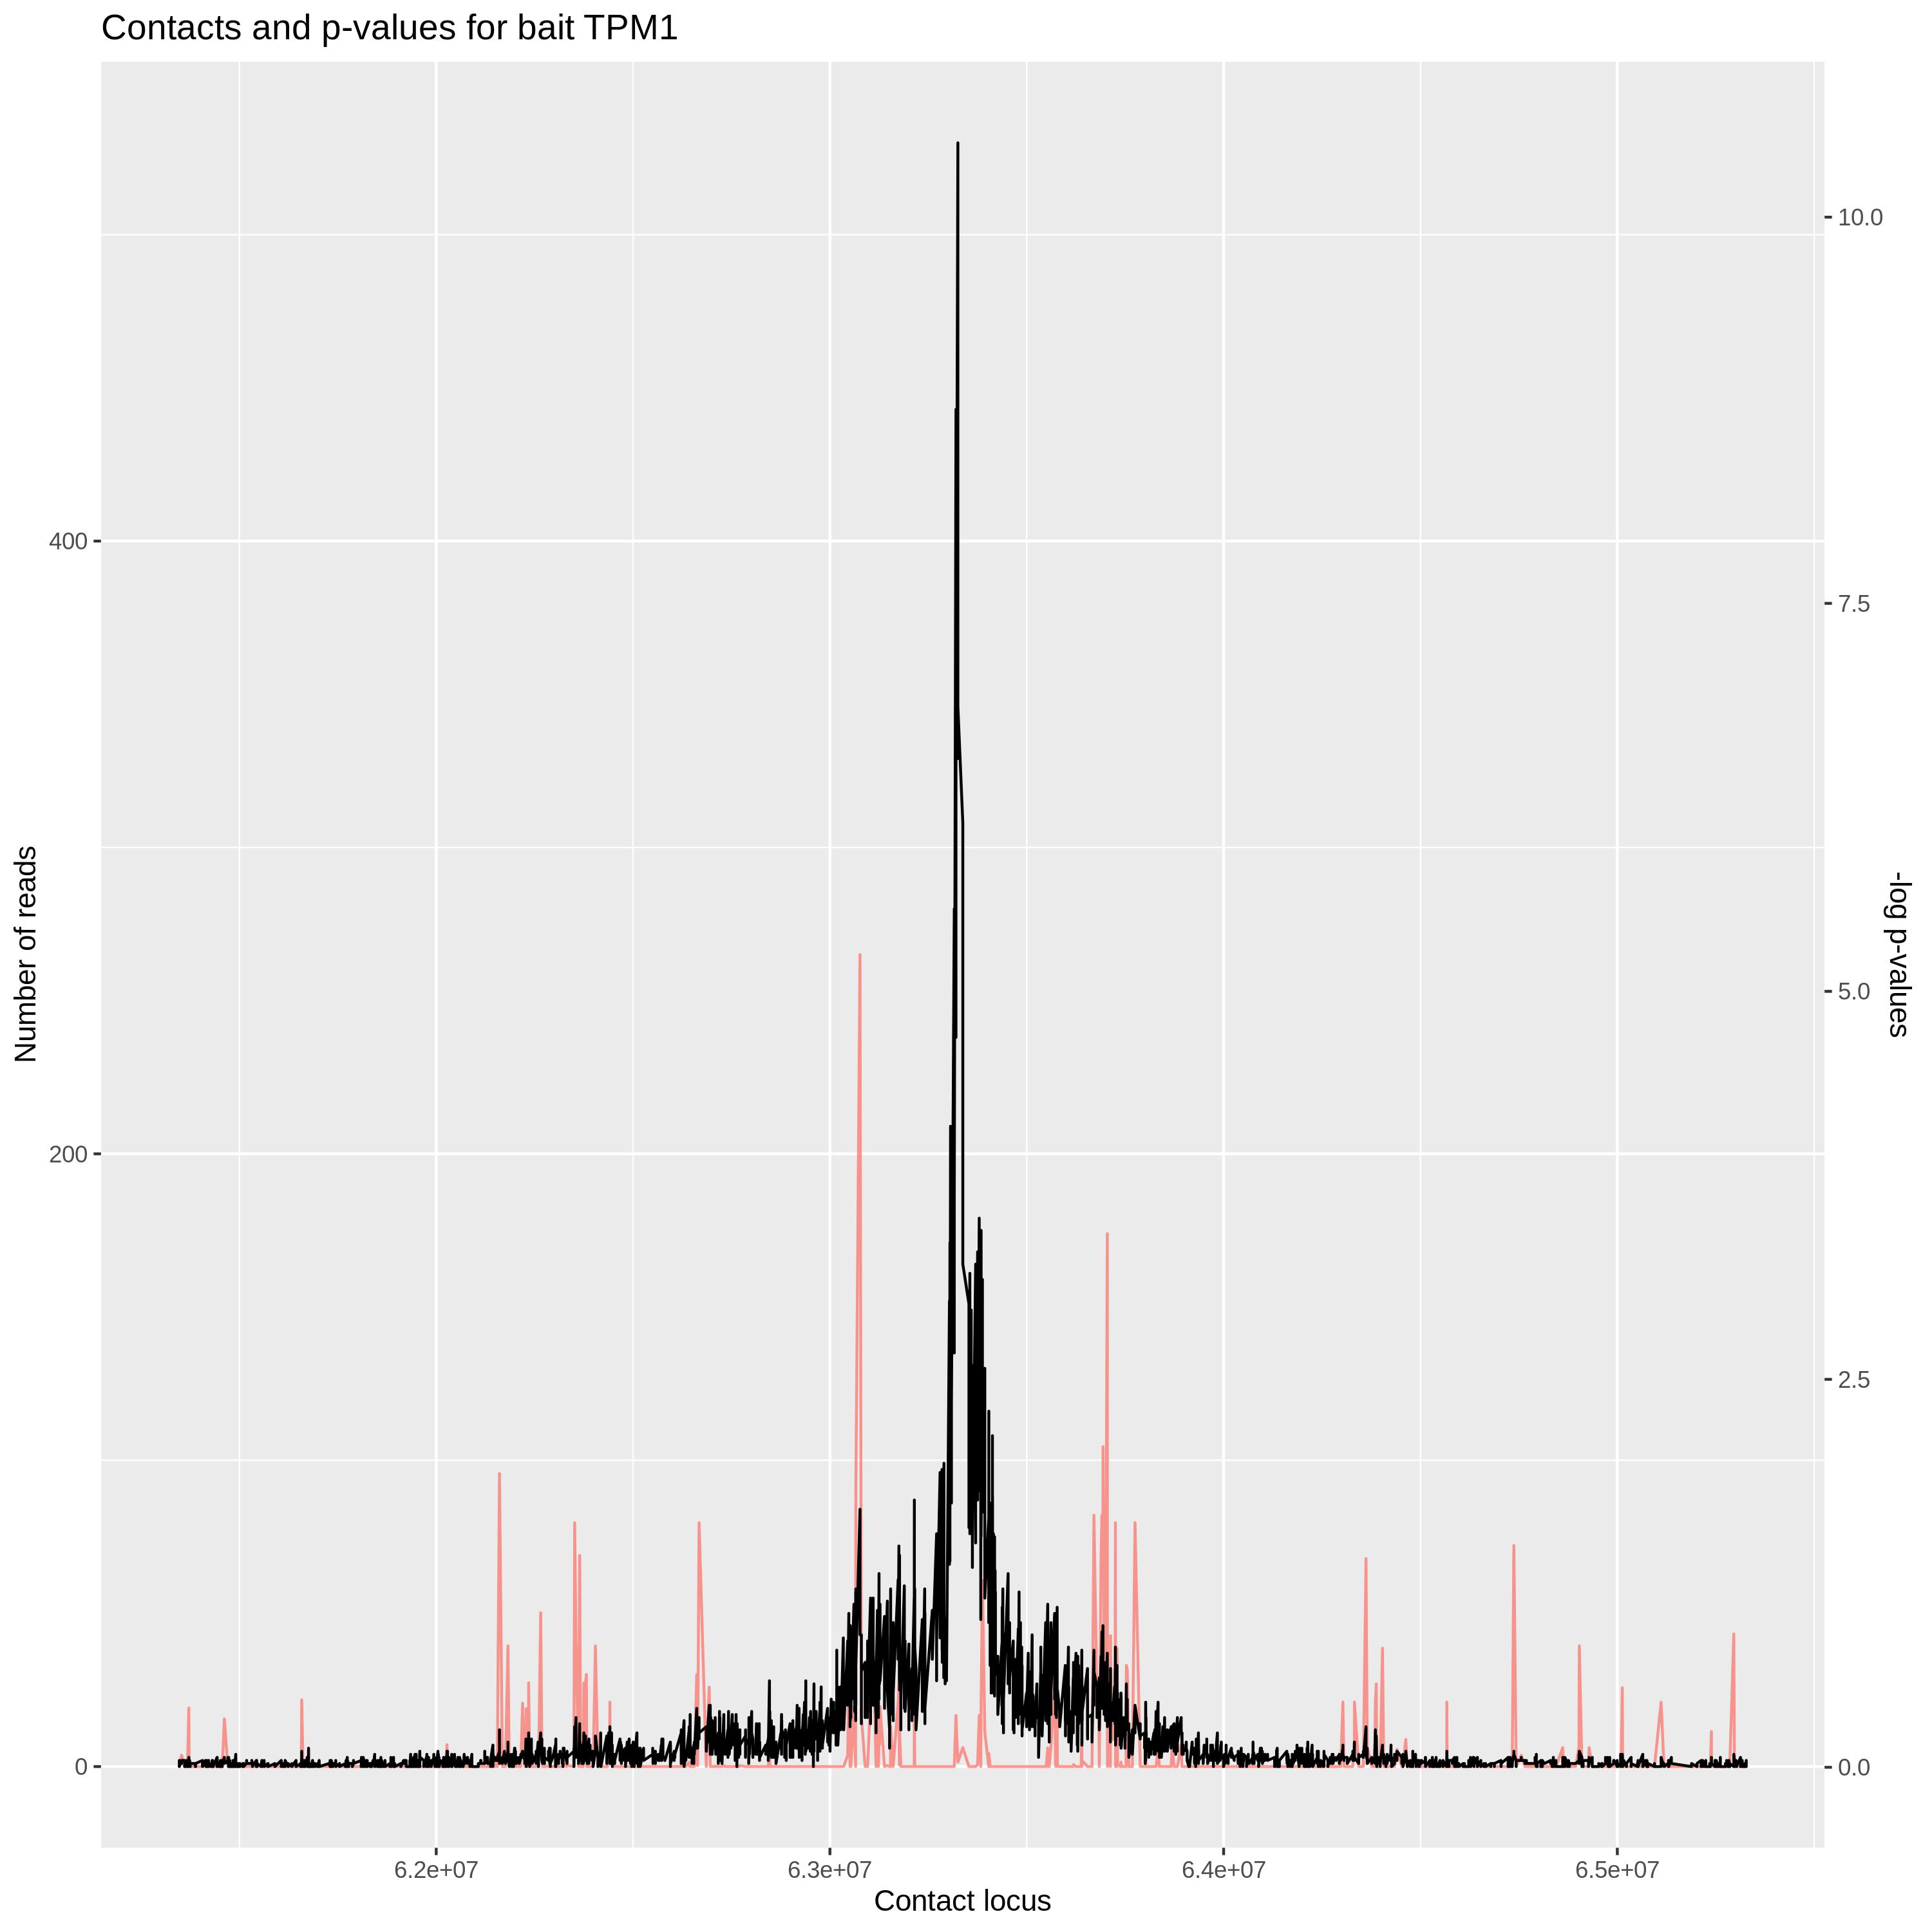 Contacts and p-values for bait TPM1
10.0
400
7.5
Number of reads
-log p-values
5.0
200
2.5
0
0.0
6.2e+07
6.3e+07
6.4e+07
6.5e+07
Contact locus